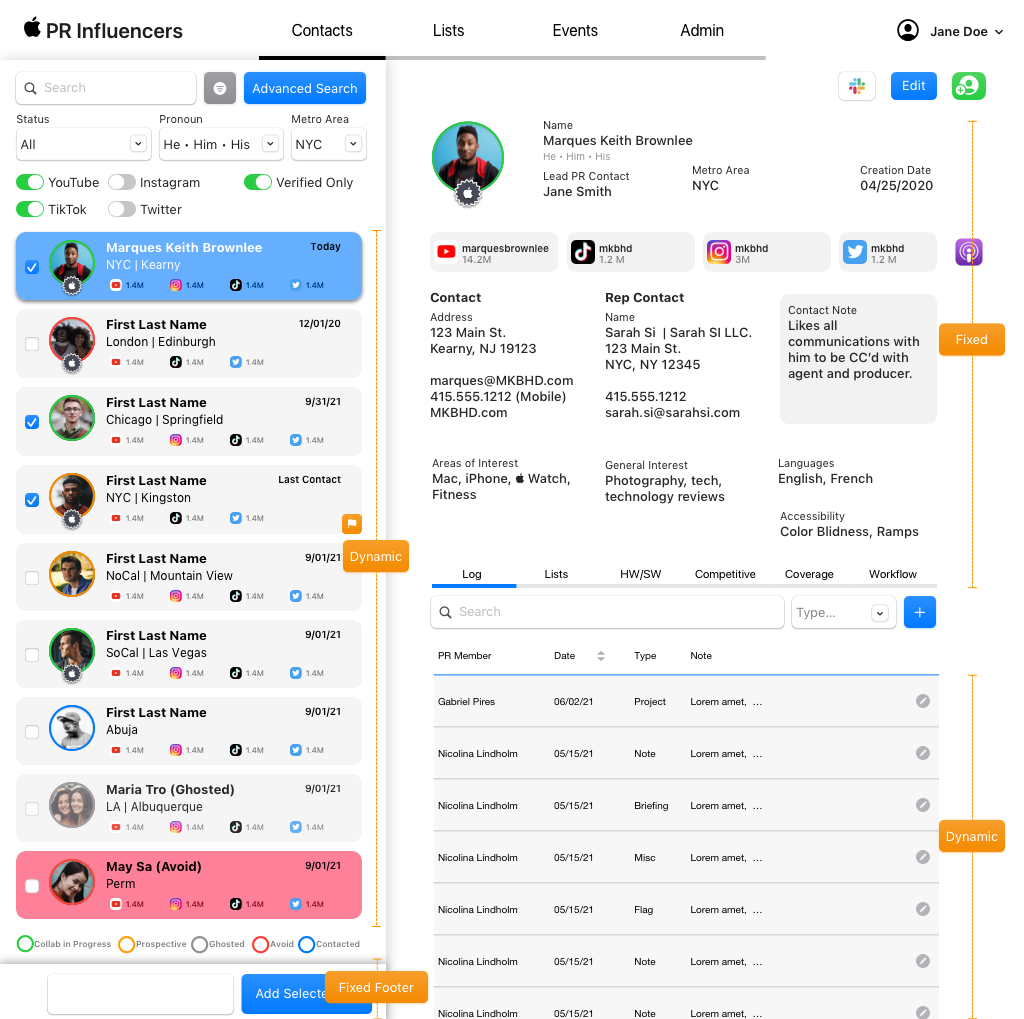 PR Influencers
Contacts
Lists
Events
Admin
Jane Doe
Search
Advanced Search
Status
All
Pronoun
He • Him • His
Metro Area
NYC
YouTube
Instagram
Verified Only
TikTok
Twitter
Marques Keith Brownlee
Today
NYC | Kearny
1.4M
1.4M
1.4M
1.4M
First Last Name
12/01/20
London | Edinburgh
1.4M
1.4M
1.4M
First Last Name
9/31/21
Chicago | Springfield
1.4M
1.4M
1.4M
1.4M
First Last Name
Last Contact
NYC | Kingston
1.4M
1.4M
1.4M
First Last Name
9/01/21
NoCal | Mountain View
1.4M
1.4M
1.4M
1.4M
First Last Name
9/01/21
SoCal | Las Vegas
1.4M
1.4M
1.4M
1.4M
First Last Name
9/01/21
Abuja
1.4M
1.4M
1.4M
1.4M
Maria Tro (Ghosted)
9/01/21
LA | Albuquerque
1.4M
1.4M
1.4M
1.4M
May Sa (Avoid)
9/01/21
Perm
1.4M
1.4M
1.4M
1.4M
Collab in Progress
Prospective
Ghosted
Avoid
Contacted
Add Selecte
Fixed Footer
Dynamic
Edit
Name
Marques Keith Brownlee
He • Him • His
Lead PR Contact
Jane Smith
Metro Area
NYC
Creation Date
04/25/2020
marquesbrownlee
14.2M
mkbhd
1.2 M
mkbhd
3M
mkbhd
1.2 M
Contact
Address
123 Main St.
Kearny, NJ 19123
marques@MKBHD.com
415.555.1212 (Mobile)
MKBHD.com
Rep Contact
Name
Sarah Si | Sarah SI LLC.
123 Main St.
NYC, NY 12345
415.555.1212
sarah.si@sarahsi.com
Contact Note
Likes all
communications with
him to be CC’d with
agent and producer.
Fixed
Areas of Interest
Mac, iPhone, Watch,
Fitness
General Interest
Photography, tech,
technology reviews
Languages
English, French
Accessibility
Color Blidness, Ramps
Log
Lists
HW/SW
Competitive
Coverage
Workflow
Search
Type...
+
PR Member
Date
Type
Note
Gabriel Pires 06/02/21 Project Lorem amet, ...
Nicolina Lindholm 05/15/21 Note Lorem amet, ...
Nicolina Lindholm 05/15/21 Briefing Lorem amet, ...
Nicolina Lindholm 05/15/21 Misc Lorem amet, ...
Nicolina Lindholm 05/15/21 Flag Lorem amet, ...
Nicolina Lindholm 05/15/21 Note Lorem amet, ...
Nicolina Lindholm 05/15/21 Note Lorem amet, ...
Dynamic